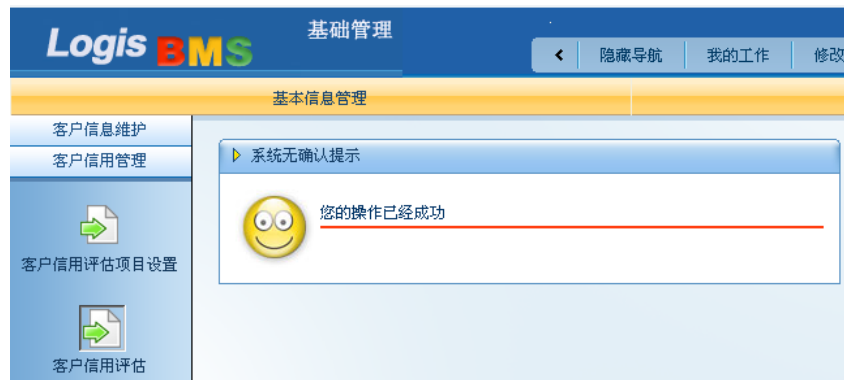 Logis BMS
基础管理
隐藏导航
我的工作
修改
基本信息管理
客户信息维护
客户信用管理
系统无确认提示
您的操作已经成功
客户信用评估项目设置
客户信用评估